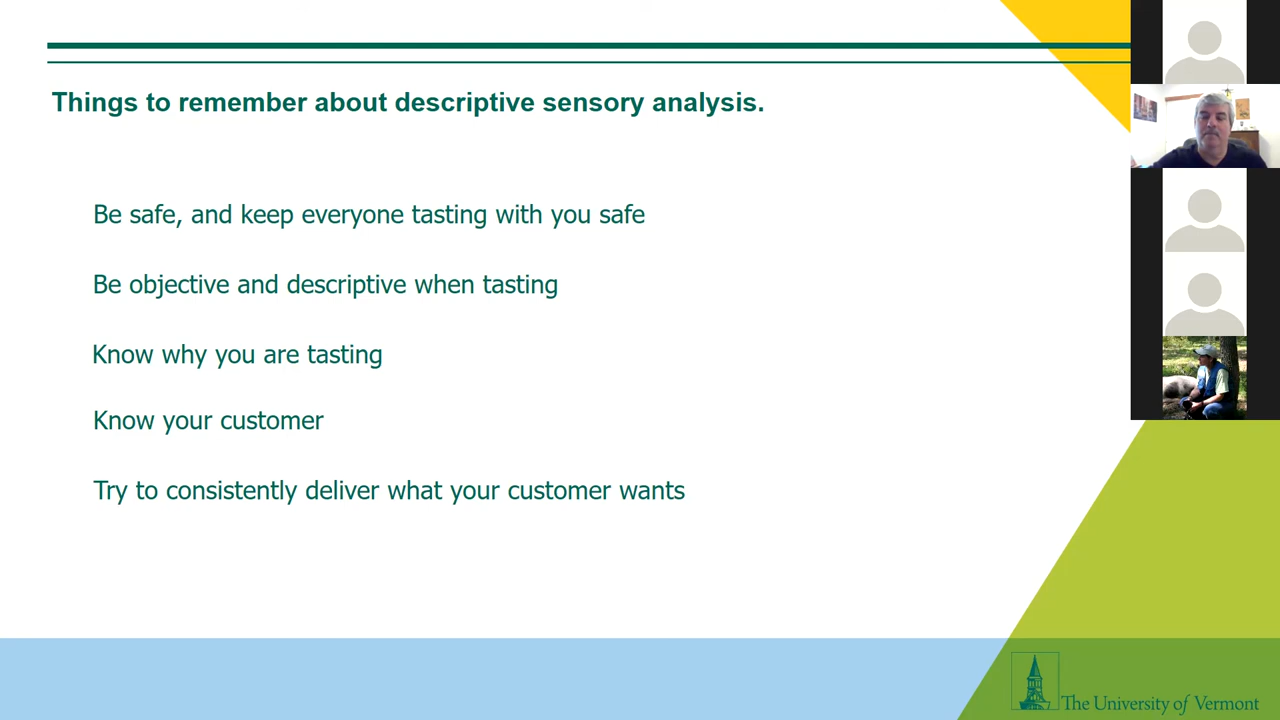 Things to remember about descriptive sensory analysis.
Be safe, and keep everyone tasting with you safe
Be objective and descriptive when tasting
Know why you are tasting
Know your customer
Try to consistently deliver what your customer wants
The University of Vermont